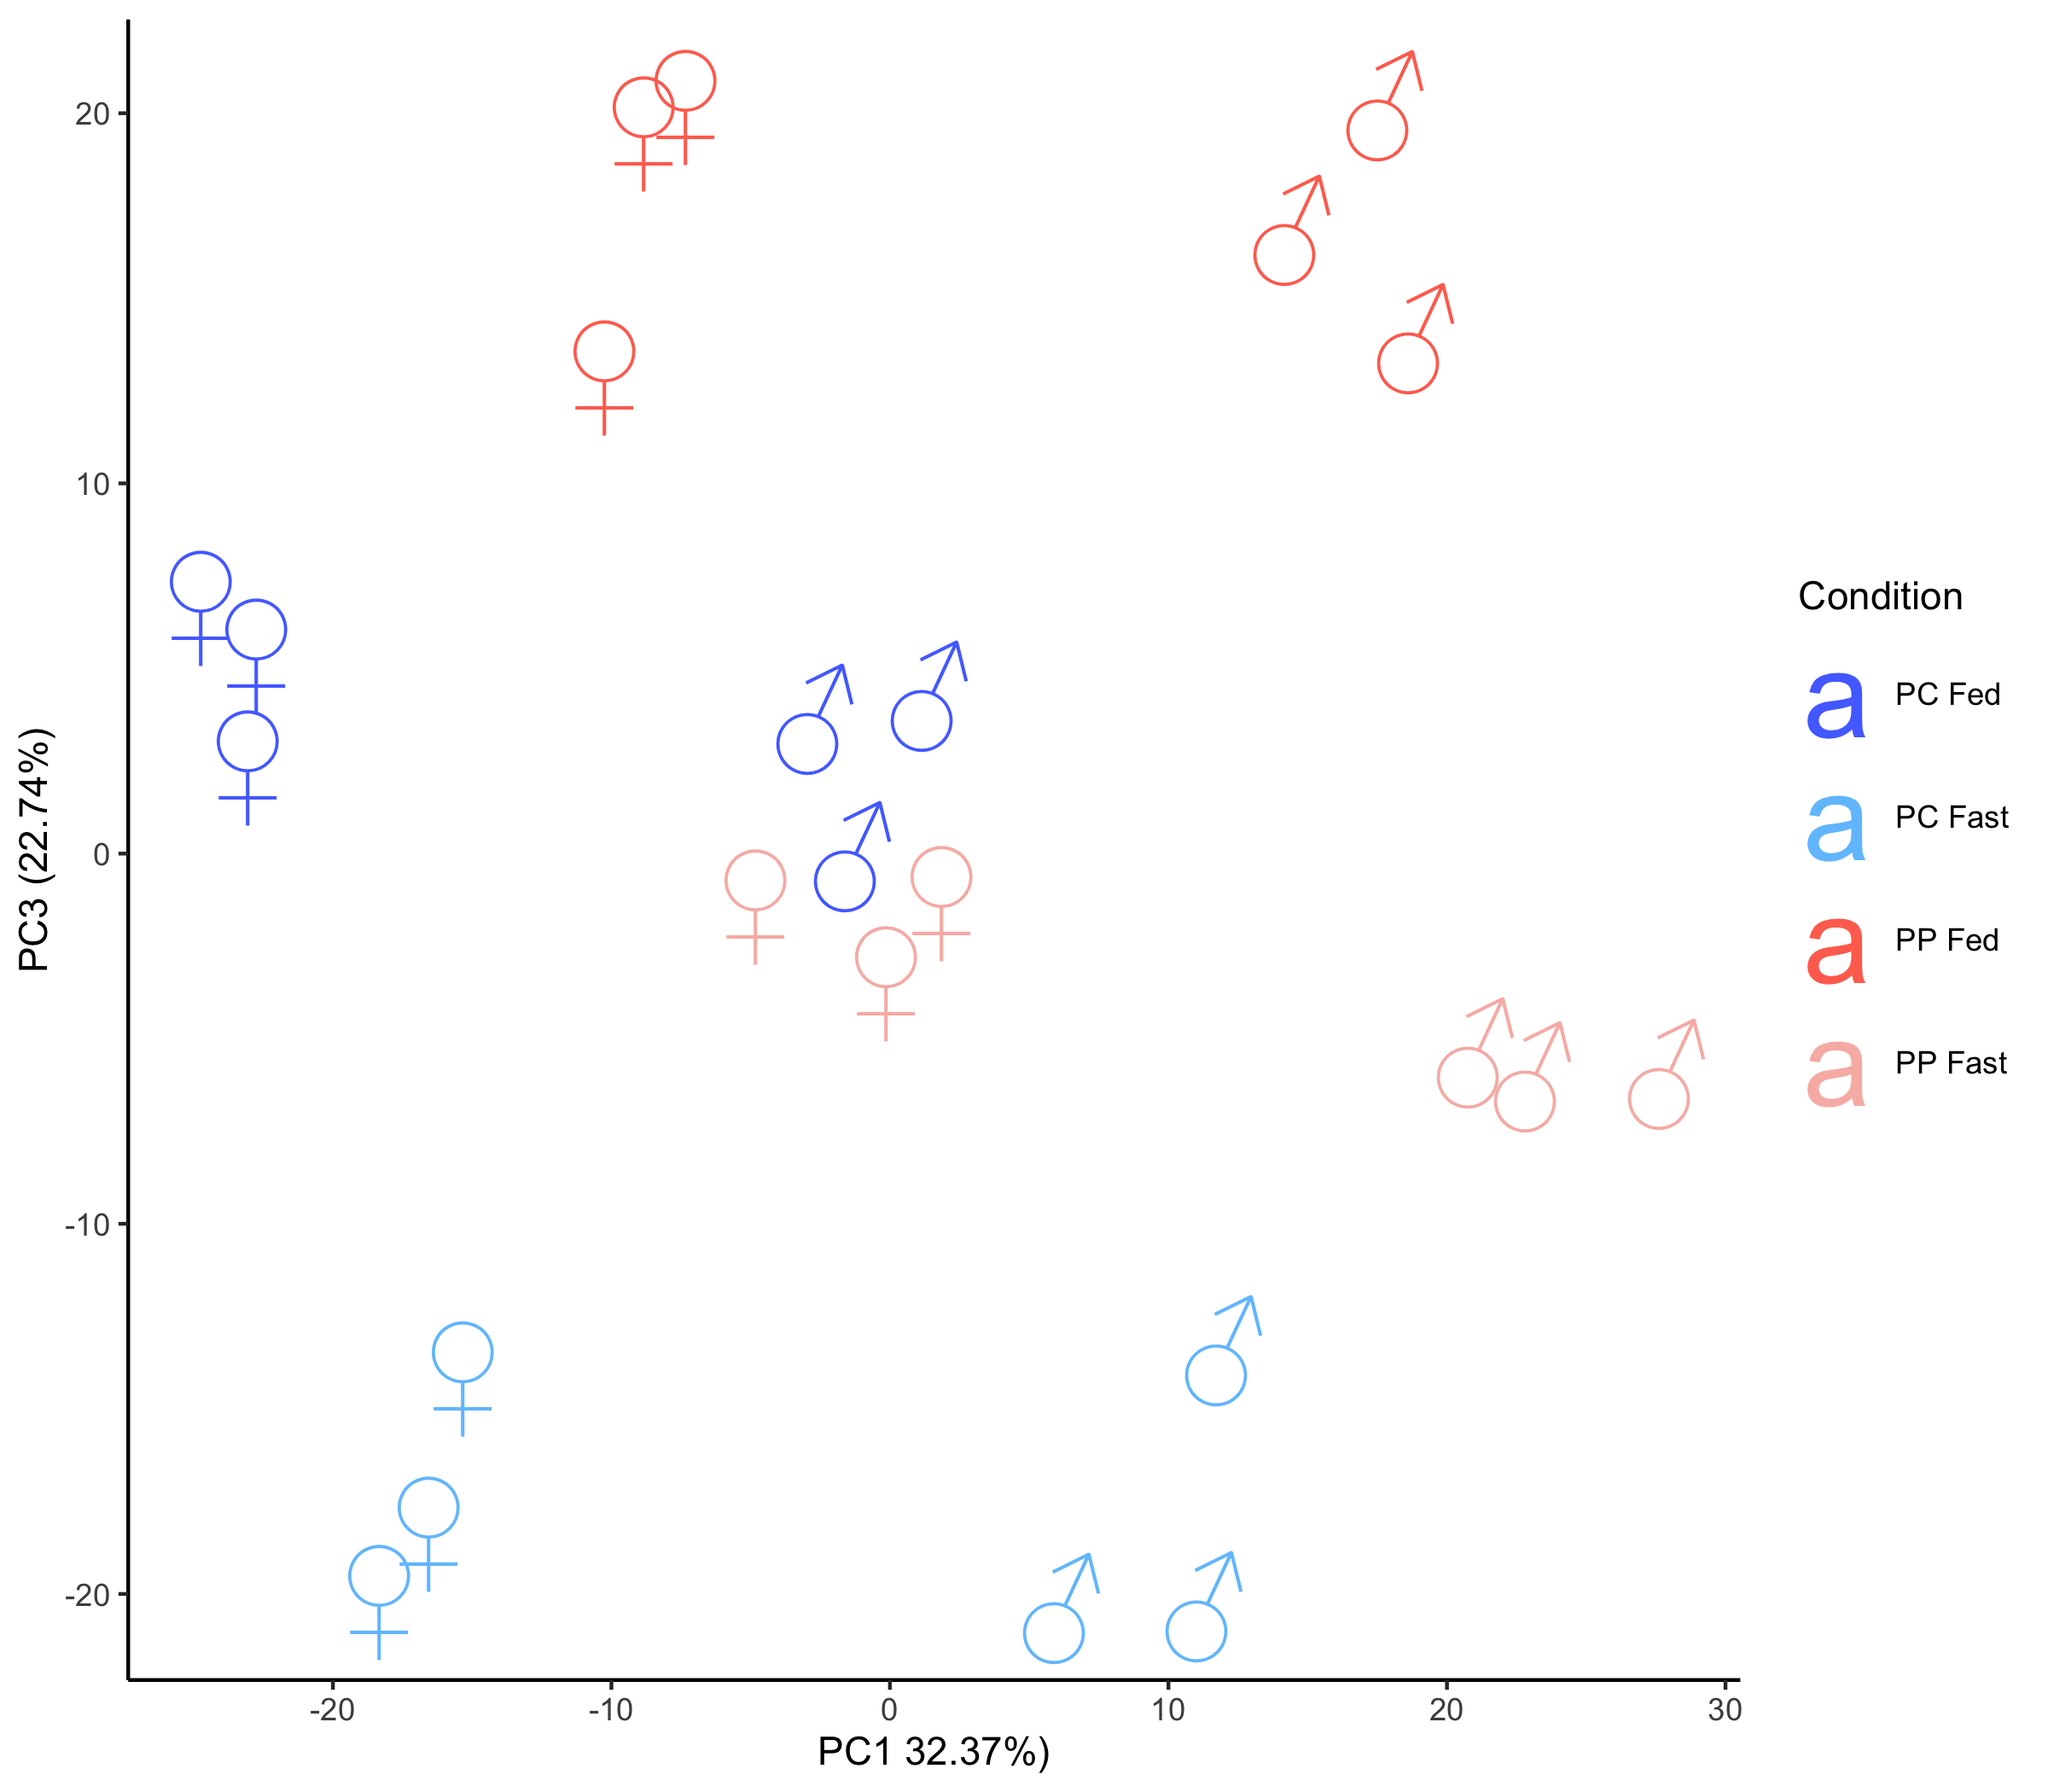 20
10
0
-10
-20
PC3 (22.74%)
-20 -10 0 10 20 30
PC1 32.37%)
Condition
a PC Fed
a PC Fast
a PP Fed
a PP Fast